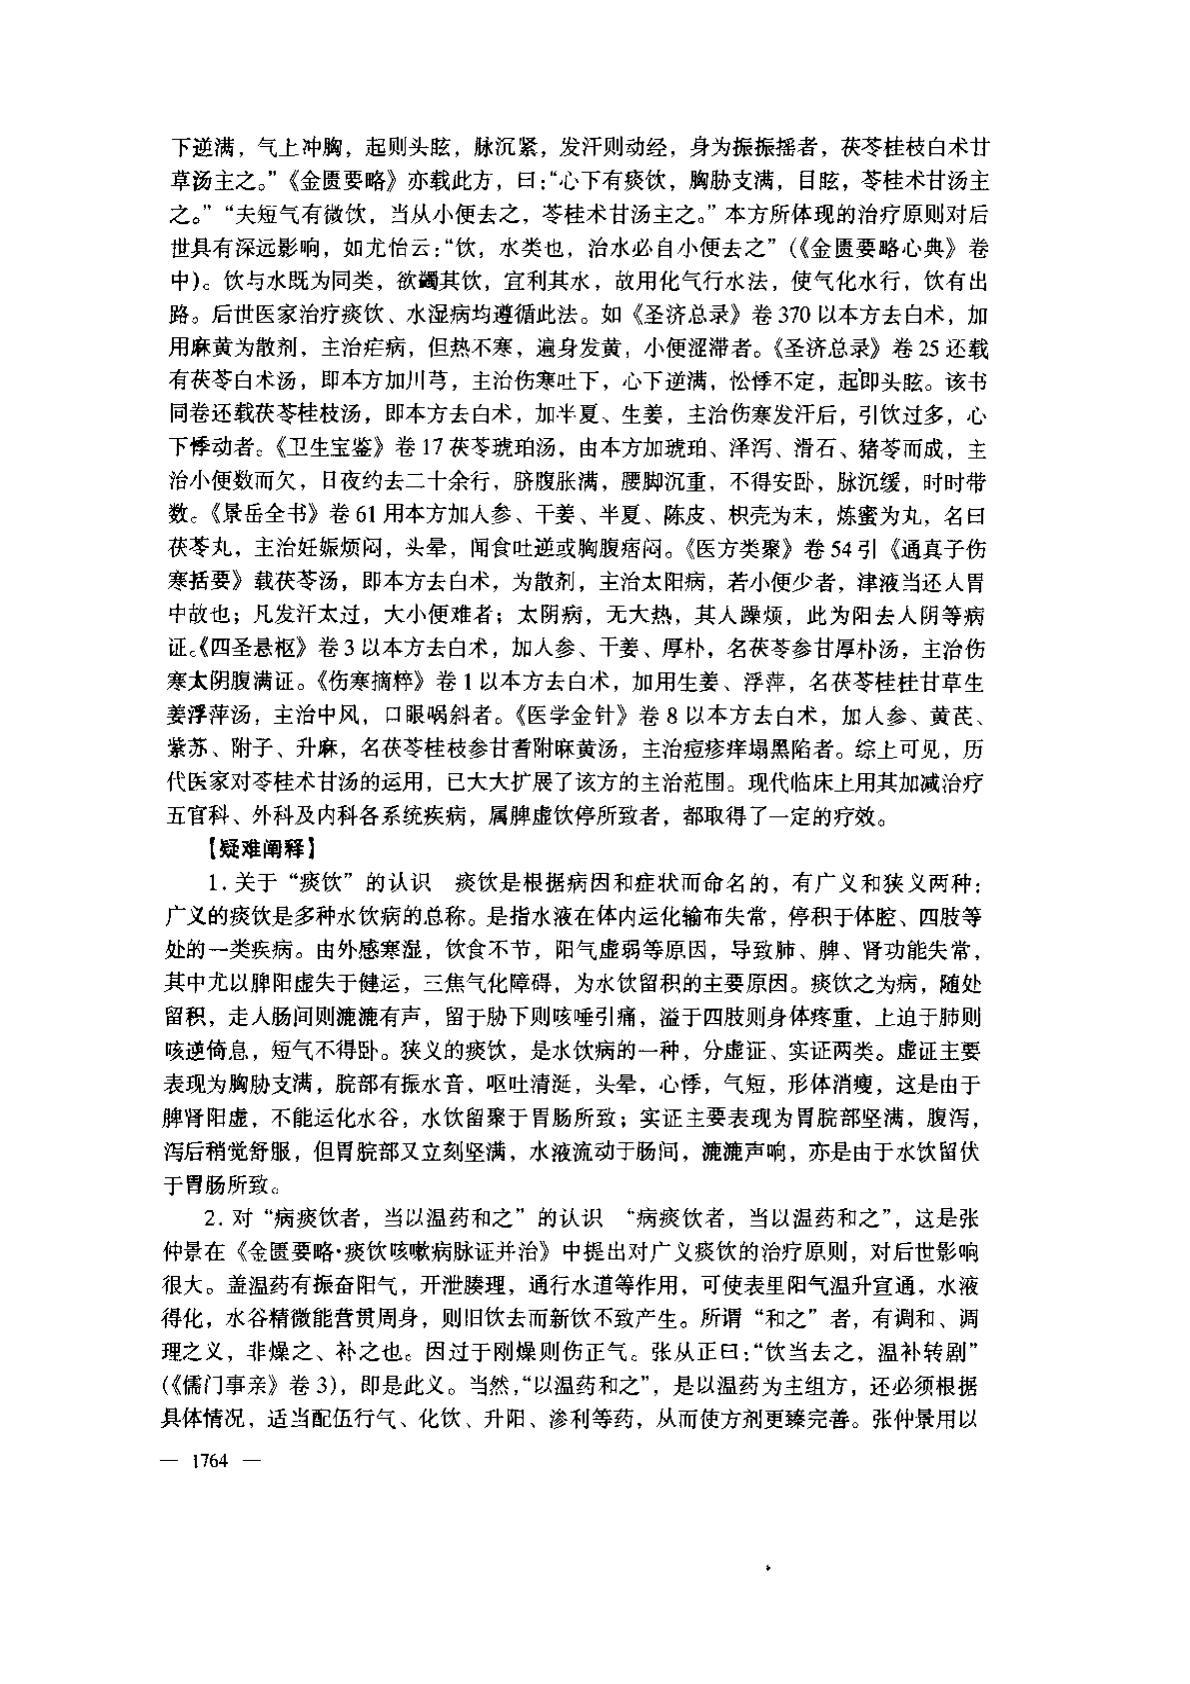 下逆满，气上冲胸，起则头眩，脉沉紧，发汗则动经，身为振振摇者，茯苓桂枝白术甘
草汤主之。”《金匮要略》亦载此方，曰：“心下有痰饮，胸胁支满，目眩，苓桂术甘汤主
之。”“夫短气有微饮，当从小便去之，苓桂术甘汤主之。”本方所体现的治疗原则对后
世具有深远影响，如尤怡云：“饮，水类也，治水必自小便去之”（《金匮要略心典》卷
中）。饮与水既为同类，欲蠲其饮，宜利其水，故用化气行水法，使气化水行，饮有出
路。后世医家治疗痰饮、水湿病均遵循此法。如《圣济总录》卷 370 以本方去白术，加
用麻黄为散剂，主治疟病，但热不寒，遍身发黄，小便涩滞者。《圣济总录》卷 25 还载
有茯苓白术汤，即本方加川芎，主治伤寒吐下，心下逆满，忪悸不定，起即头眩。该书
同卷还载茯苓桂枝汤，即本方去白术，加半夏、生姜，主治伤寒发汗后，引饮过多，心
下悸动者。《卫生宝鉴》卷 17 茯苓琥珀汤，由本方加琥珀、泽泻、滑石、猪苓而成，主
治小便数而欠，日夜约去二十余行，脐腹胀满，腰脚沉重，不得安卧，脉沉缓，时时带
数。《景岳全书》卷 61 用本方加人参、干姜、半夏、陈皮、枳壳为末，炼蜜为丸，名曰
茯苓丸，主治妊娠烦闷，头晕，闻食吐逆或胸腹痞闷。《医方类聚》卷 54 引《通真子伤
寒括要》载茯苓汤，即本方去白术，为散剂，主治太阳病，若小便少者，津液当还人胃
中故也；凡发汗太过，大小便难者；太阴病，无大热，其人躁烦，此为阳去人阴等病
证。《四圣悬枢》卷 3 以本方去白术，加人参、干姜、厚朴，名茯苓参甘厚朴汤，主治伤
寒太阴腹满证。《伤寒摘粹》卷 1 以本方去白术，加用生姜、浮萍，名茯苓桂桂甘草生
姜浮萍汤，主治中风，口眼㖞斜者。《医学金针》卷 8 以本方去白术，加人参、黄芪、
紫苏、附子、升麻，名茯苓桂枝参甘耆附麻黄汤，主治痘疹痒塌黑陷者。综上可见，历
代医家对苓桂术甘汤的运用，已大大扩展了该方的主治范围。现代临床上用其加减治疗
五官科、外科及内科各系统疾病，属脾虚饮停所致者，都取得了一定的疗效。
【疑难阐释】
1. 关于“痰饮”的认识　痰饮是根据病因和症状而命名的，有广义和狭义两种：
广义的痰饮是多种水饮病的总称。是指水液在体内运化输布失常，停积于体腔、四肢等
处的一类疾病。由外感寒湿，饮食不节，阳气虚弱等原因，导致肺、脾、肾功能失常，
其中尤以脾阳虚失于健运，三焦气化障碍，为水饮留积的主要原因。痰饮之为病，随处
留积，走人肠间则漉漉有声，留于胁下则咳唾引痛，溢于四肢则身体疼重，上迫于肺则
咳逆倚息，短气不得卧。狭义的痰饮，是水饮病的一种，分虚证、实证两类。虚证主要
表现为胸胁支满，脘部有振水音，呕吐清涎，头晕，心悸，气短，形体消瘦，这是由于
脾肾阳虚，不能运化水谷，水饮留聚于胃肠所致；实证主要表现为胃脘部坚满，腹泻，
泻后稍觉舒服，但胃脘部又立刻坚满，水液流动于肠间，漉漉声响，亦是由于水饮留伏
于胃肠所致。
2. 对“病痰饮者，当以温药和之”的认识　“病痰饮者，当以温药和之”，这是张
仲景在《金匮要略·痰饮咳嗽病脉证并治》中提出对广义痰饮的治疗原则，对后世影响
很大。盖温药有振奋阳气，开泄腠理，通行水道等作用，可使表里阳气温升宣通，水液
得化，水谷精微能营贯周身，则旧饮去而新饮不致产生。所谓“和之”者，有调和、调
理之义，非燥之、补之也。因过于刚燥则伤正气。张从正曰：“饮当去之，温补转剧”
（《儒门事亲》卷 3），即是此义。当然，“以温药和之”，是以温药为主组方，还必须根据
具体情况，适当配伍行气、化饮、升阳、渗利等药，从而使方剂更臻完善。张仲景用以
— 1764 —